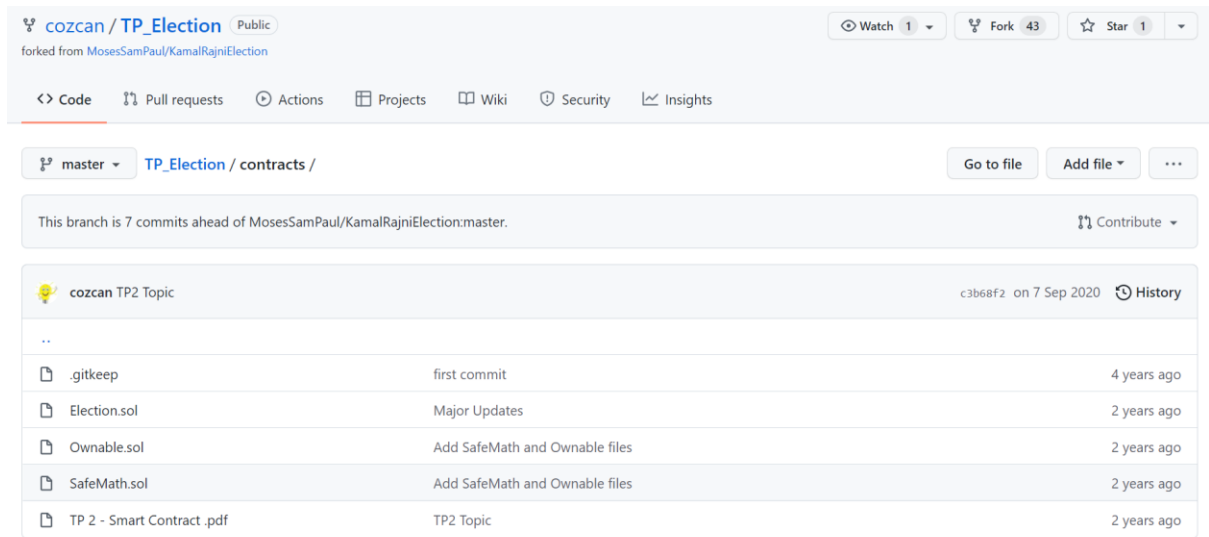 cozcan / TP_Election Public Watch 1 Fork 43 Star 1
forked from MosesSamPaul/KamalRajniElection
Code Pull requests Actions Projects Wiki Security Insights
master TP_Election / contracts / Go to file Add file ...
This branch is 7 commits ahead of MosesSamPaul/KamalRajniElection:master. Contribute
cozcan TP2 Topic c3b68f2 on 7 Sep 2020 History
..
.gitkeep first commit 4 years ago
Election.sol Major Updates 2 years ago
Ownable.sol Add SafeMath and Ownable files 2 years ago
SafeMath.sol Add SafeMath and Ownable files 2 years ago
TP 2 - Smart Contract .pdf TP2 Topic 2 years ago